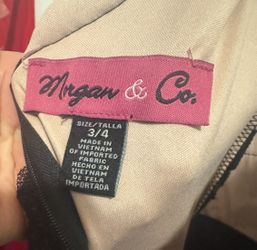 Morgan & Co.
SIZE/TALLA
3/4
MADE IN
VIETNAM
OF IMPORTED
FABRIC
HECHO EN
VIETNAM
DE TELA
IMPORTADA